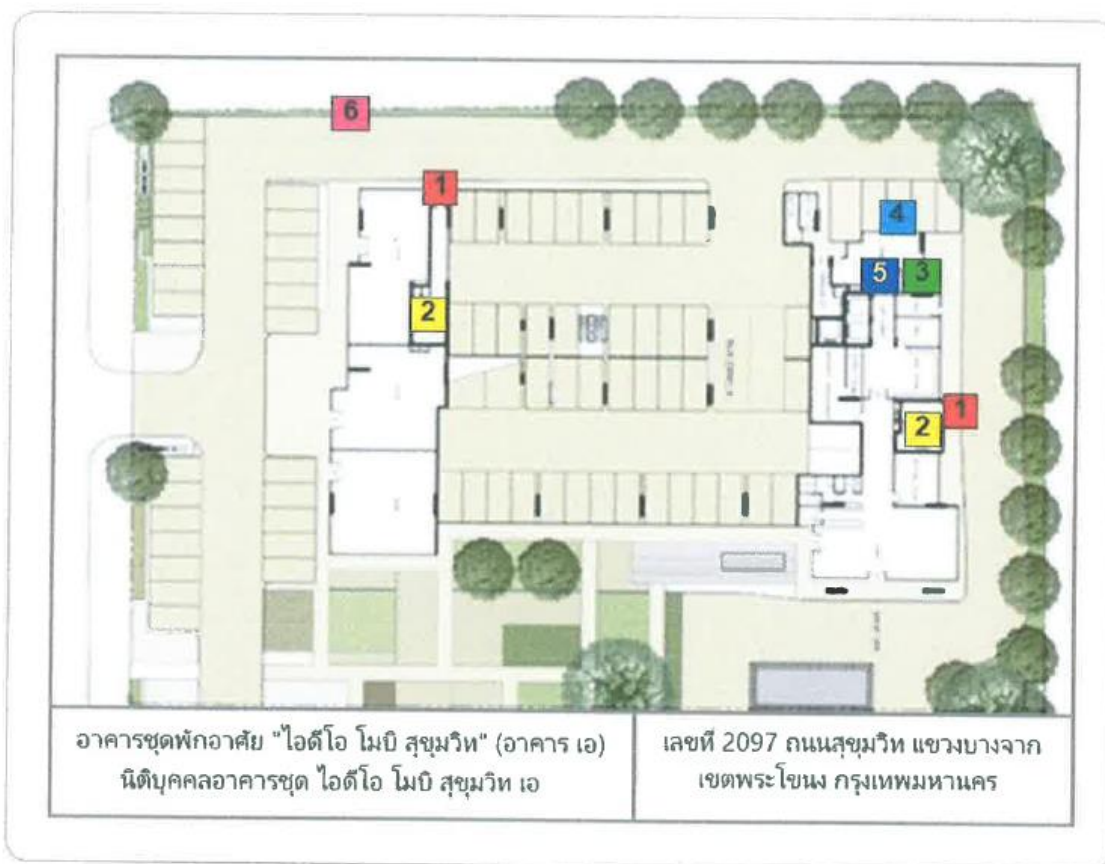 6
1
4
5
3
2
1
2
อาคารชุดพักอาศัย "ไอดีโอ โมบิ สุขุมวิท" (อาคาร เอ)
นิติบุคคลอาคารชุด ไอดีโอ โมบิ สุขุมวิท เอ
เลขที่ 2097 ถนนสุขุมวิท แขวงบางจาก
เขตพระโขนง กรุงเทพมหานคร